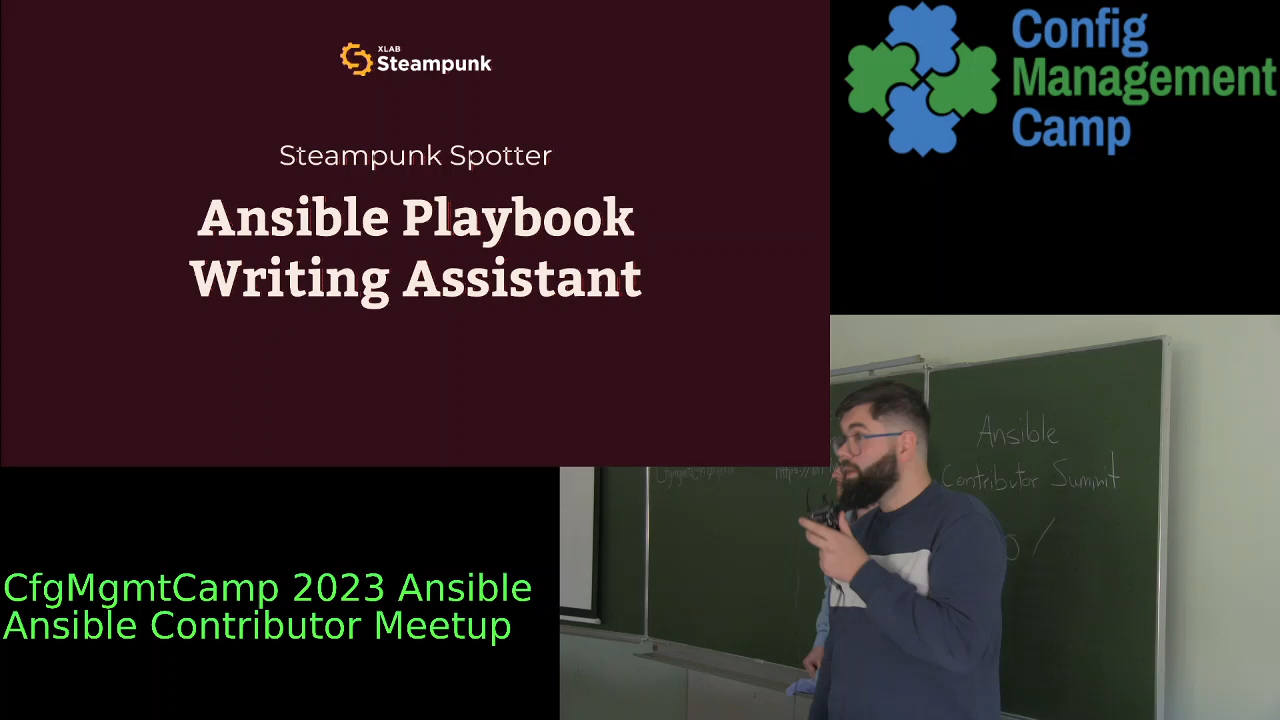 XLAB
Steampunk
Steampunk Spotter
Ansible Playbook
Writing Assistant
Config
Management
Camp
Ansible
Contributor Summit
CfgMgmtCamp 2023 Ansible
Ansible Contributor Meetup